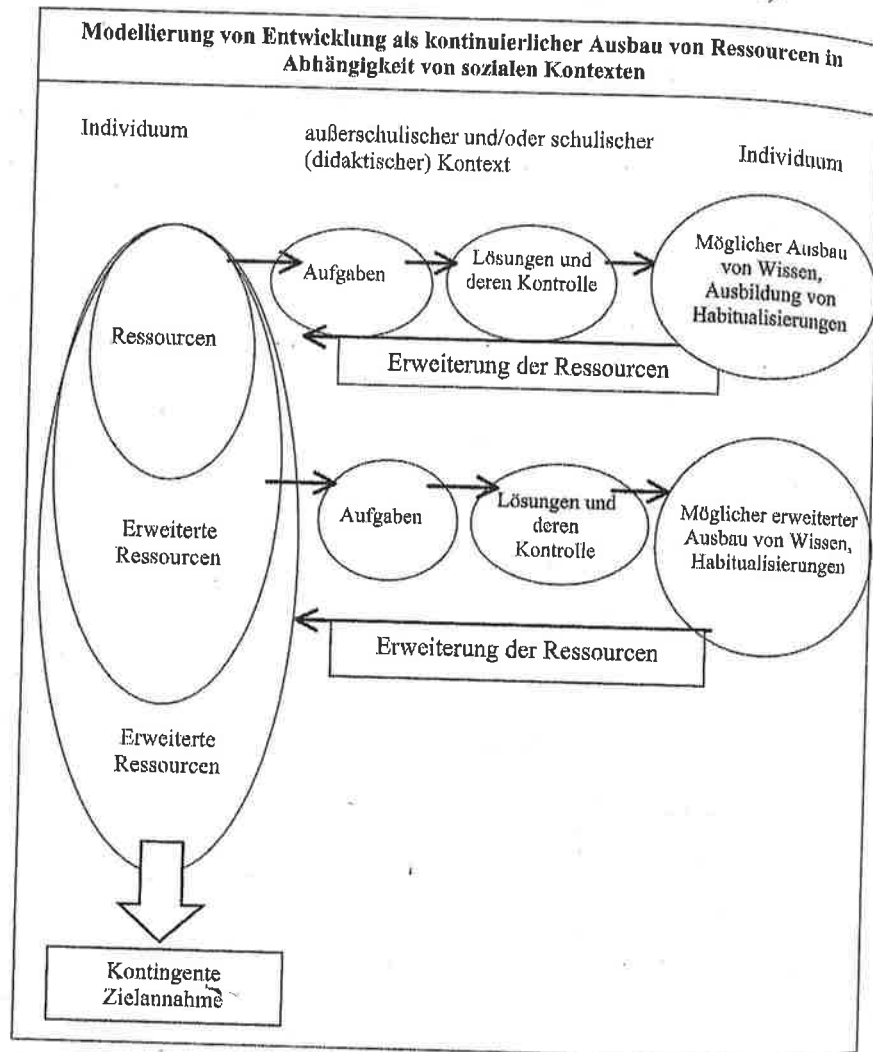 Modellierung von Entwicklung als kontinuierlicher Ausbau von Ressourcen in
Abhängigkeit von sozialen Kontexten
Individuum
außerschulischer und/oder schulischer
(didaktischer) Kontext
Individuum
Ressourcen
Aufgaben
Lösungen und
deren Kontrolle
Möglicher Ausbau
von Wissen,
Ausbildung von
Habitualisierungen
Erweiterung der Ressourcen
Erweiterte
Ressourcen
Aufgaben
Lösungen und
deren
Kontrolle
Möglicher erweiterter
Ausbau von Wissen,
Habitualisierungen
Erweiterung der Ressourcen
Erweiterte
Ressourcen
Kontingente
Zielannahme